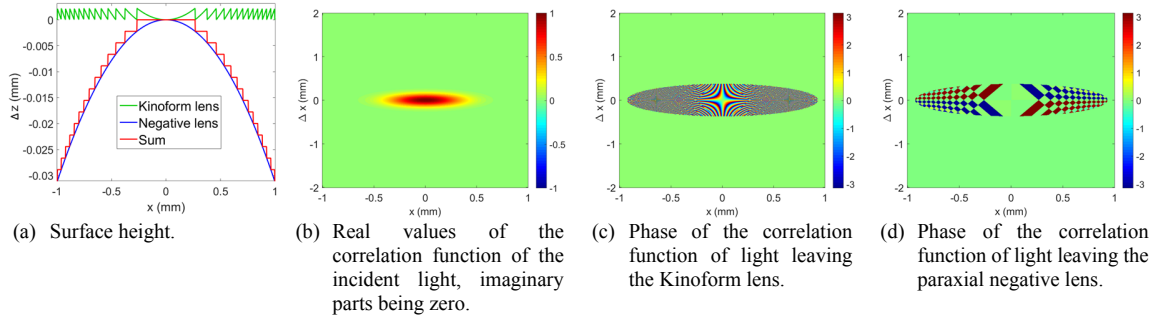 0
-0.005
-0.01
-0.015
-0.02
-0.025
-0.03
Δ z (mm)
Kinoform lens
Negative lens
Sum
-1 -0.5 0 0.5 1
x (mm)
2
1
0
-1
-2
Δ x (mm)
-1 -0.5 0 0.5 1
x (mm)
1
0.5
0
-0.5
-1
2
1
0
-1
-2
Δ x (mm)
-1 -0.5 0 0.5 1
x (mm)
3
2
1
0
-1
-2
-3
2
1
0
-1
-2
Δ x (mm)
-1 -0.5 0 0.5 1
x (mm)
3
2
1
0
-1
-2
-3
(a) Surface height.
(b) Real values of the
correlation function of the
incident light, imaginary
parts being zero.
(c) Phase of the correlation
function of light leaving
the Kinoform lens.
(d) Phase of the correlation
function of light leaving the
paraxial negative lens.